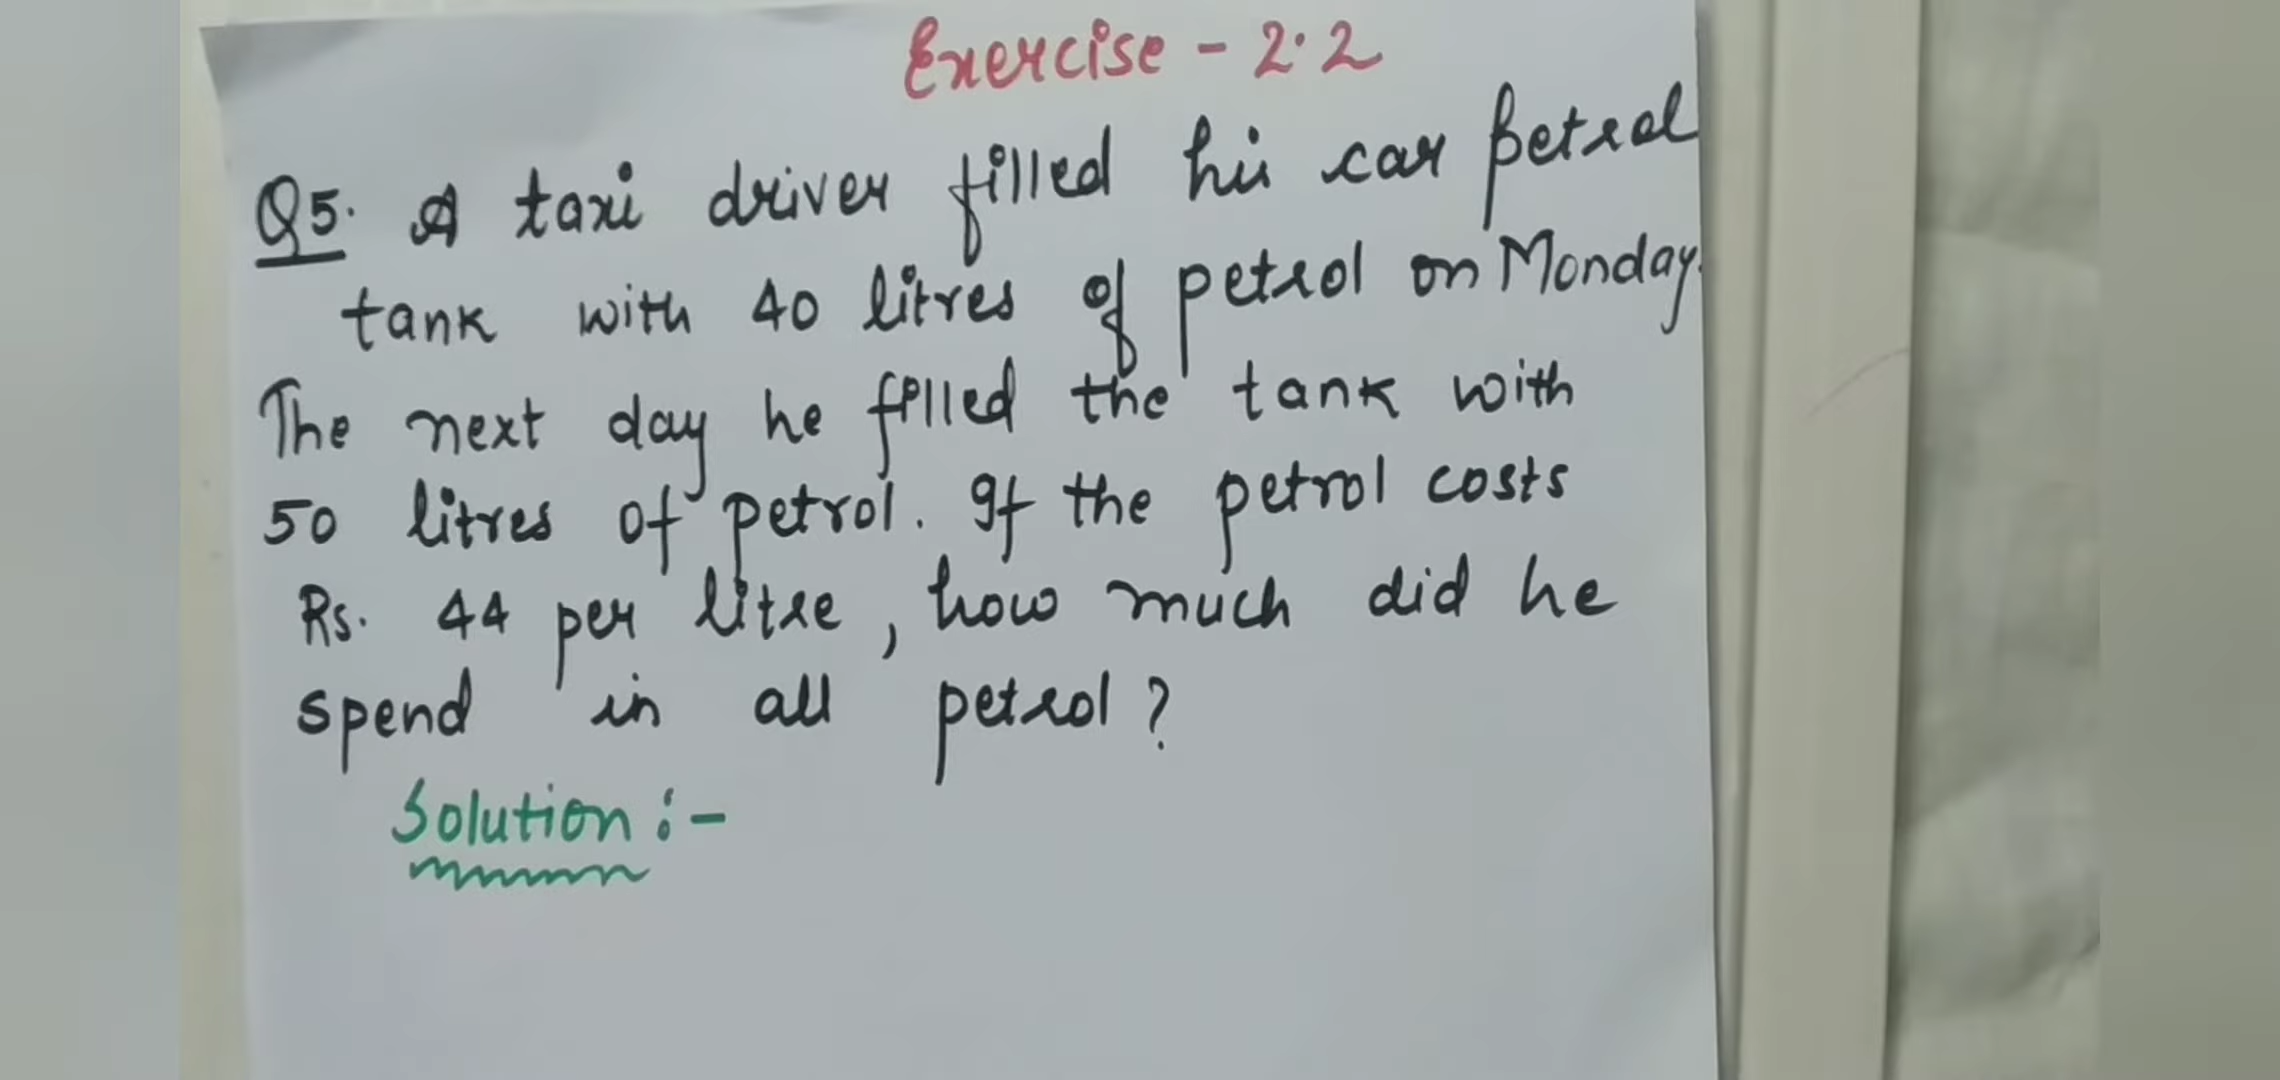 Exercise - 2.2
Q5. A taxi driver filled his car petrol
tank with 40 litres of petrol on Monday.
The next day he filled the tank with
50 litres of petrol. If the petrol costs
Rs. 44 per litre, how much did he
spend in all petrol?
Solution :-